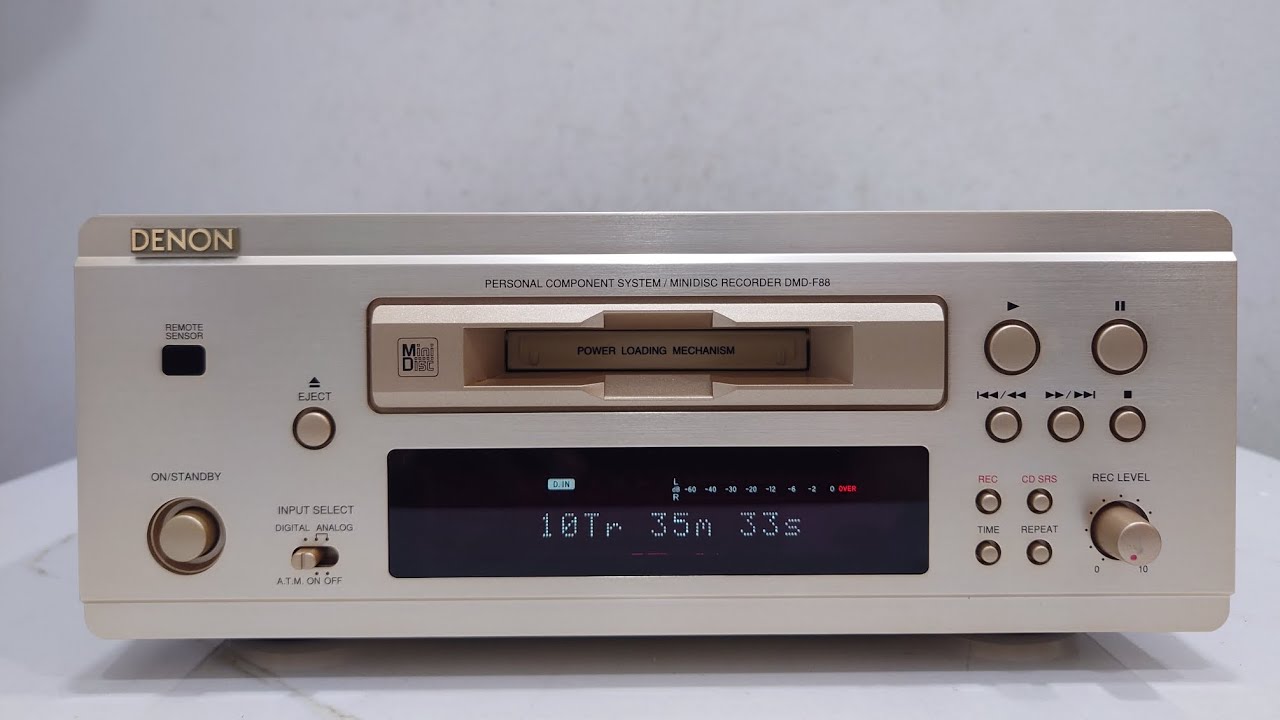 DENON
PERSONAL COMPONENT SYSTEM / MINIDISC RECORDER DMD-F88
REMOTE
SENSOR
MiniDisc
POWER LOADING MECHANISM
EJECT
ON/STANDBY
INPUT SELECT
DIGITAL ANALOG
A.T.M. ON OFF
D.IN
L
dB -60 -40 -30 -20 -12 -6 -2 0 OVER
R
10Tr 35m 33s
REC CD SRS
TIME REPEAT
REC LEVEL
0 10